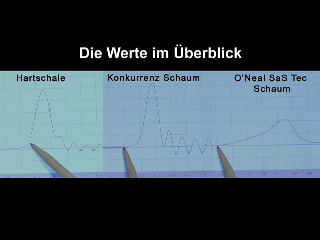 Die Werte im Überblick
Hartschale
Konkurrenz Schaum
O'Neal SaS Tec
Schaum